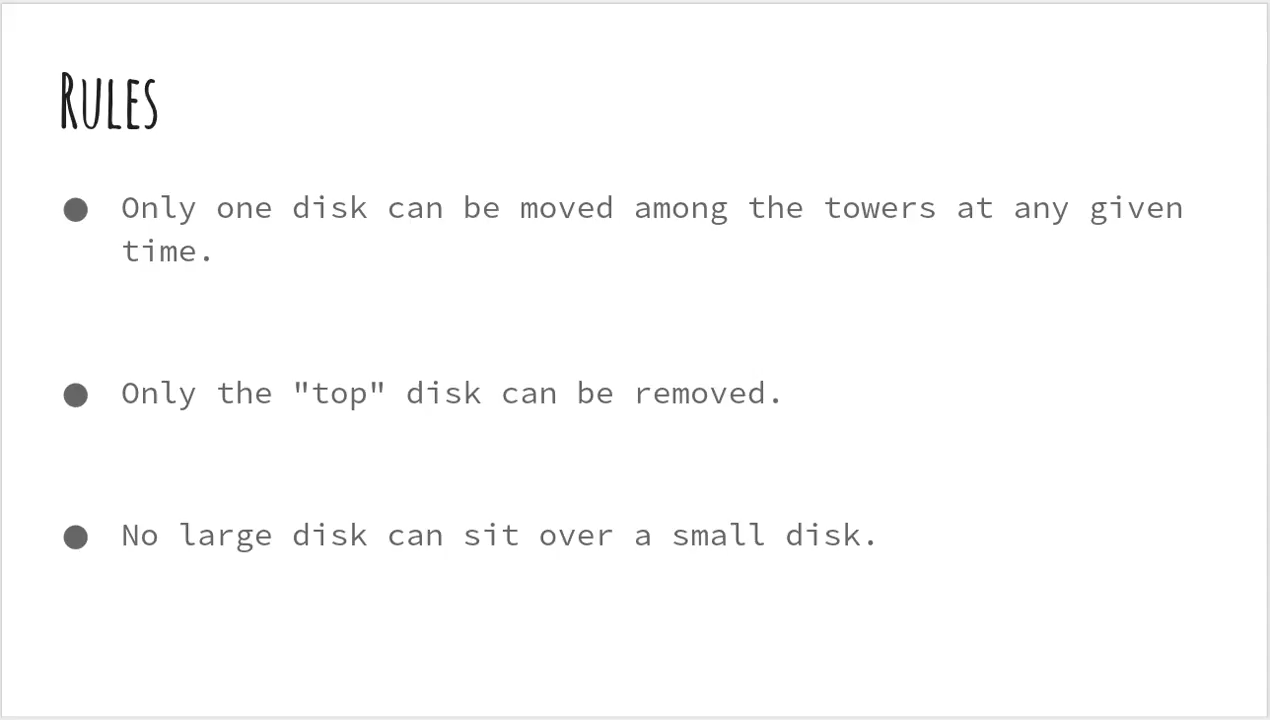 RULES
● Only one disk can be moved among the towers at any given
time.
● Only the "top" disk can be removed.
● No large disk can sit over a small disk.